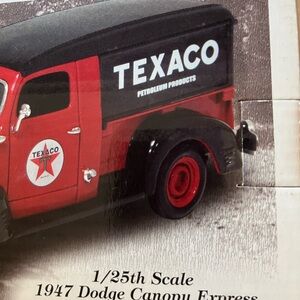 TEXACO
PETROLEUM PRODUCTS
TEXACO
1/25th Scale
1947 Dodge Canopy Express